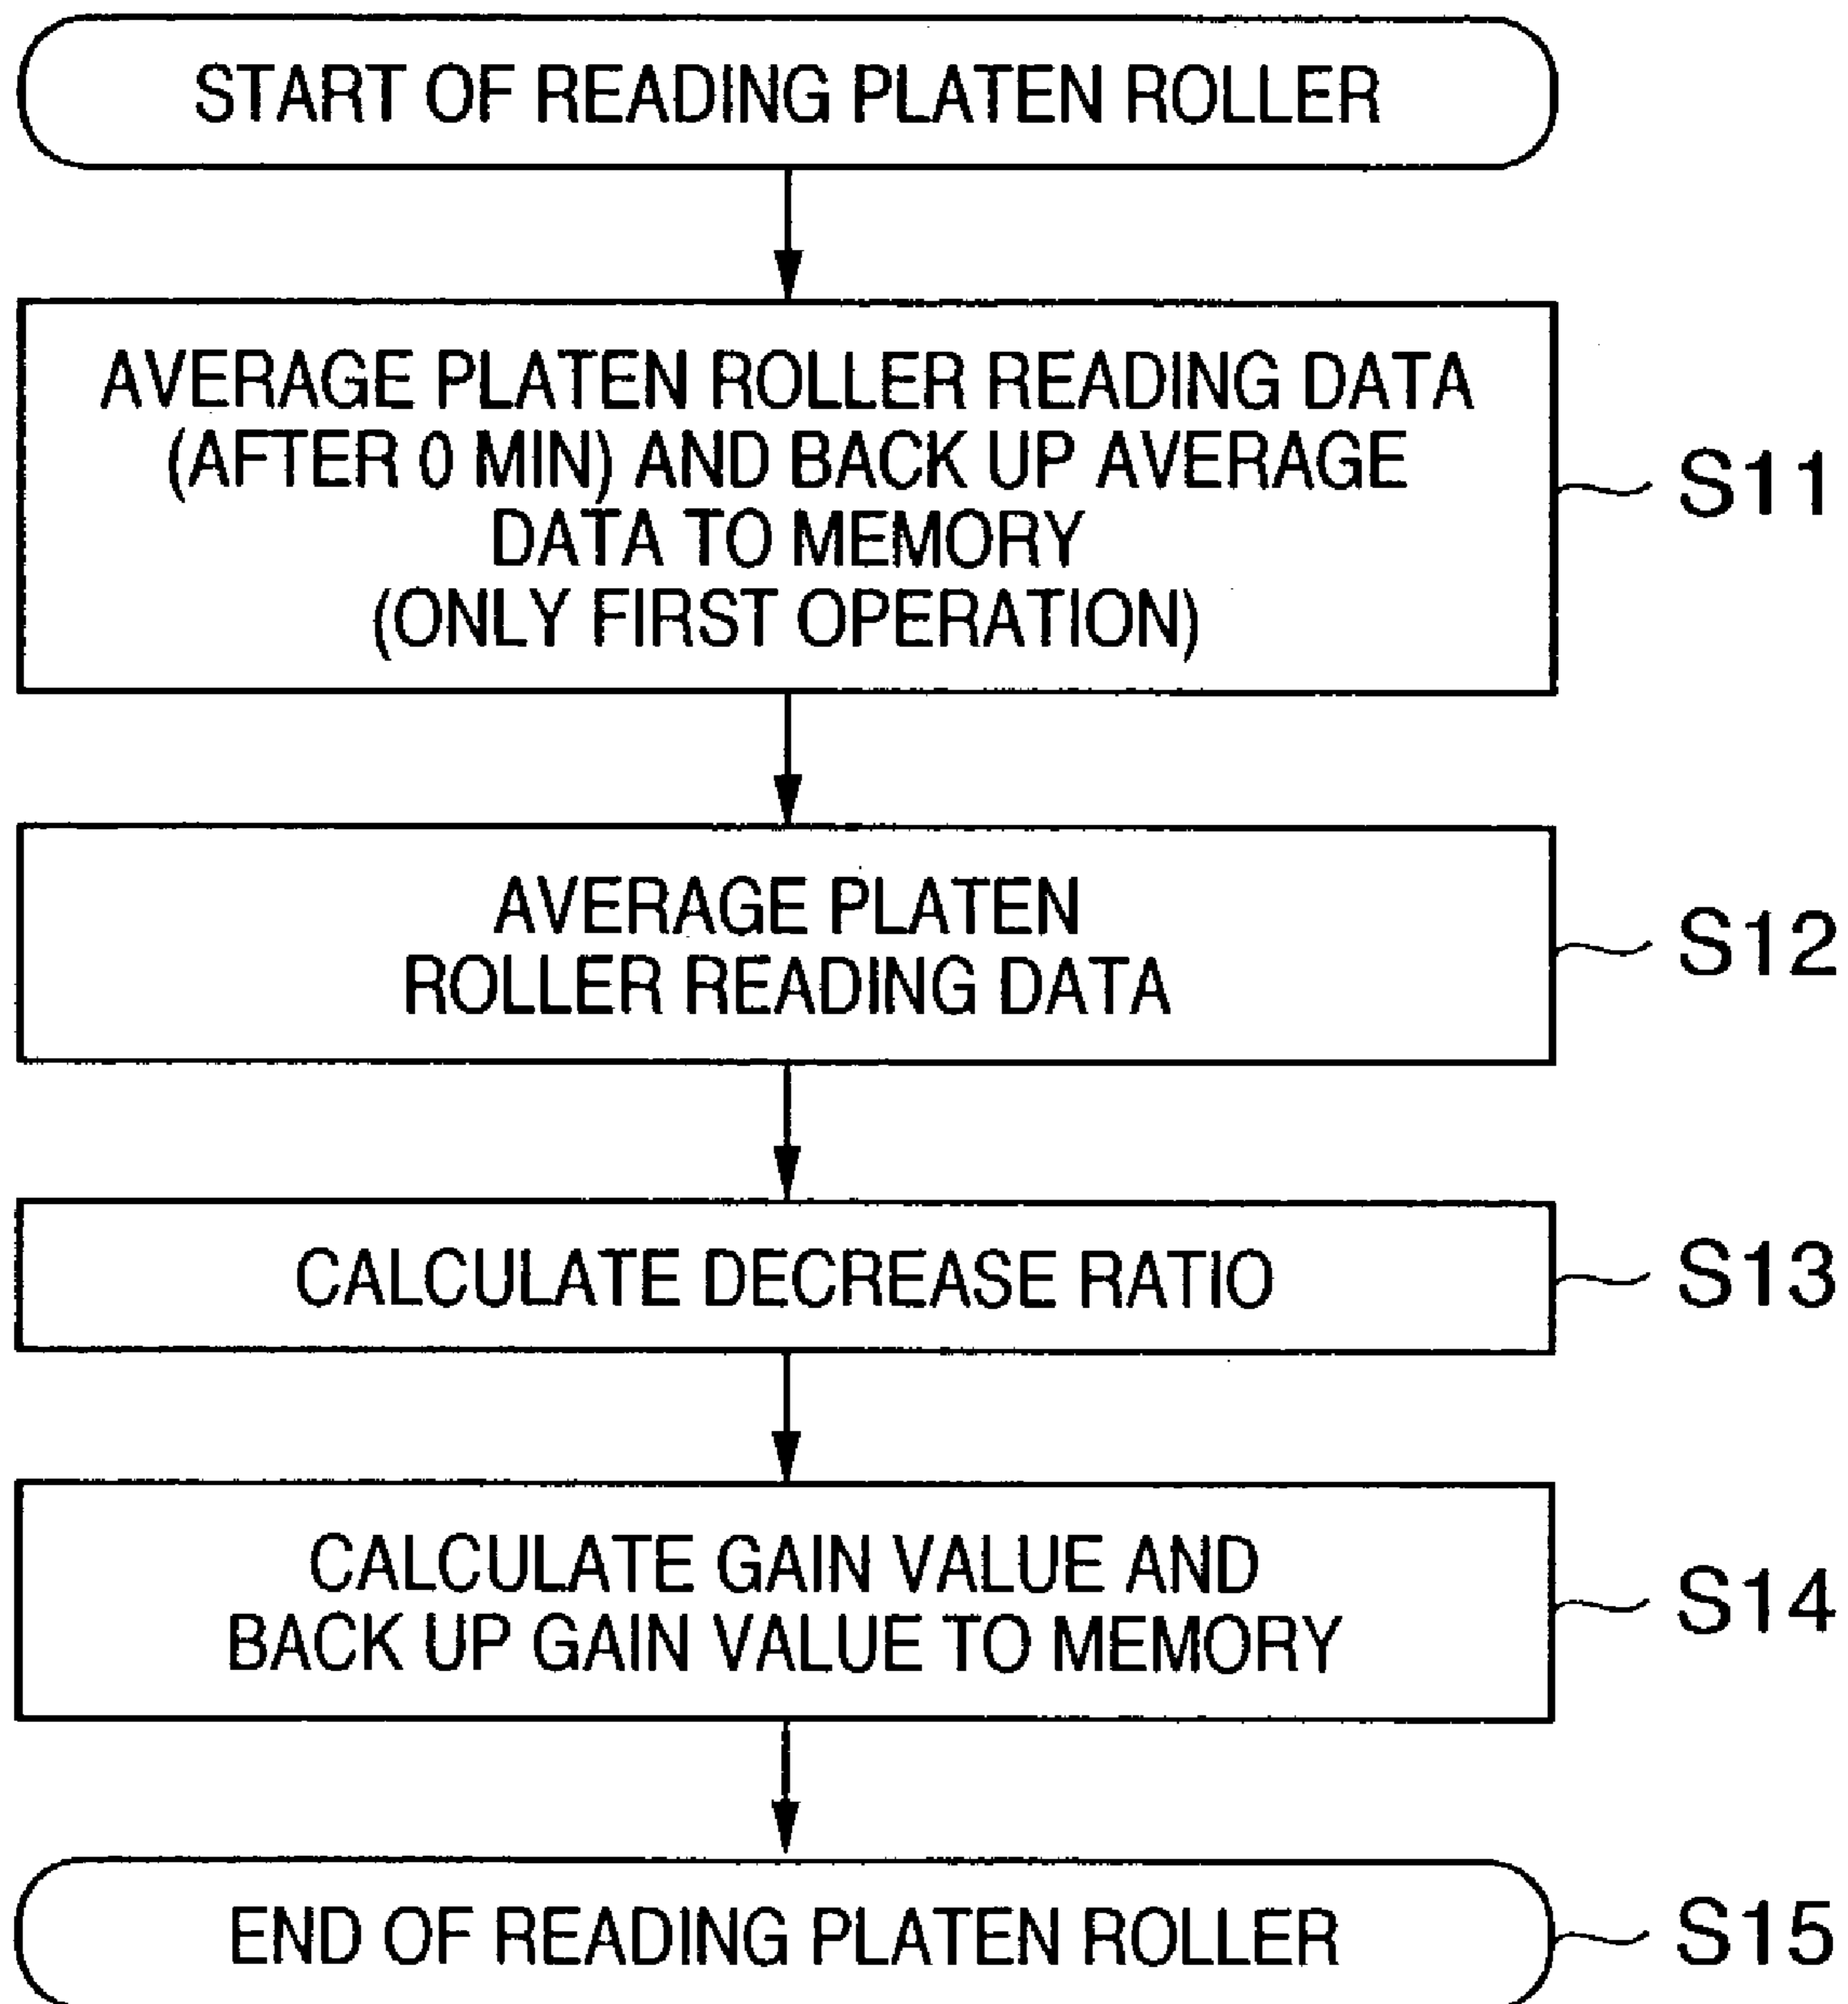 START OF READING PLATEN ROLLER
AVERAGE PLATEN ROLLER READING DATA
(AFTER 0 MIN) AND BACK UP AVERAGE
DATA TO MEMORY
(ONLY FIRST OPERATION)
S11
AVERAGE PLATEN
ROLLER READING DATA
S12
CALCULATE DECREASE RATIO
S13
CALCULATE GAIN VALUE AND
BACK UP GAIN VALUE TO MEMORY
S14
END OF READING PLATEN ROLLER
S15